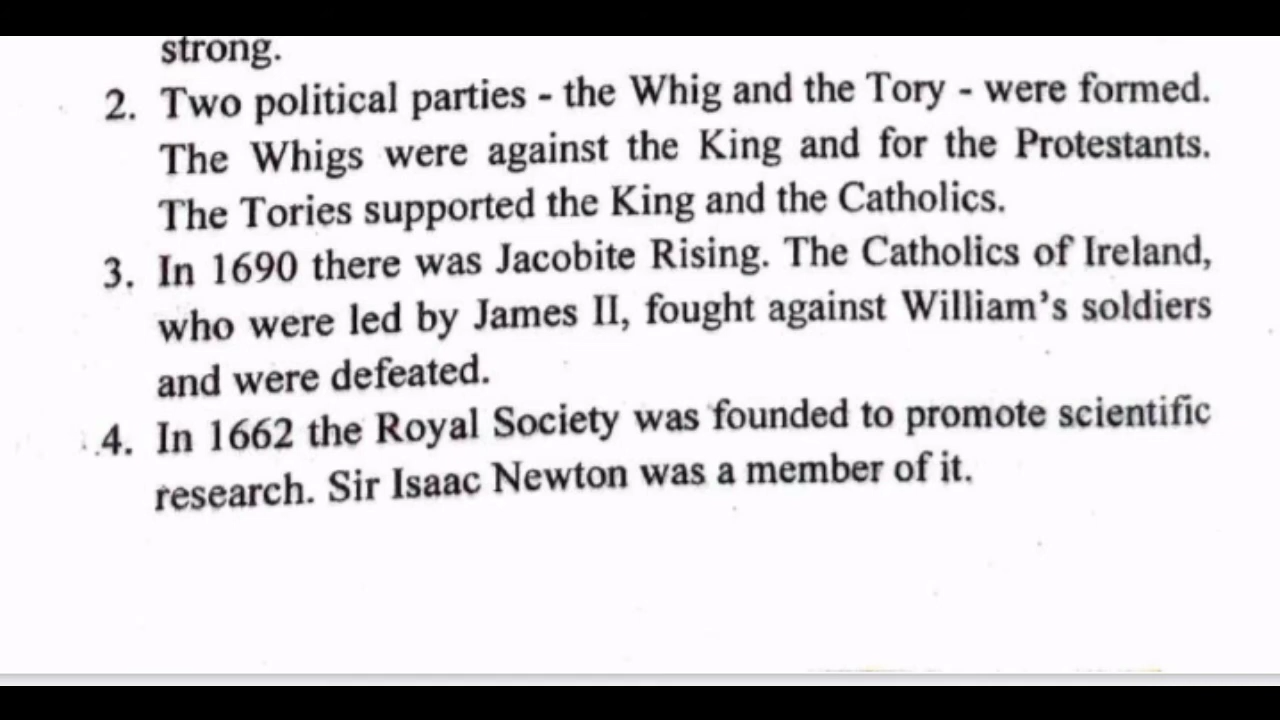 strong.
2. Two political parties - the Whig and the Tory - were formed.
The Whigs were against the King and for the Protestants.
The Tories supported the King and the Catholics.
3. In 1690 there was Jacobite Rising. The Catholics of Ireland,
who were led by James II, fought against William's soldiers
and were defeated.
4. In 1662 the Royal Society was founded to promote scientific
research. Sir Isaac Newton was a member of it.